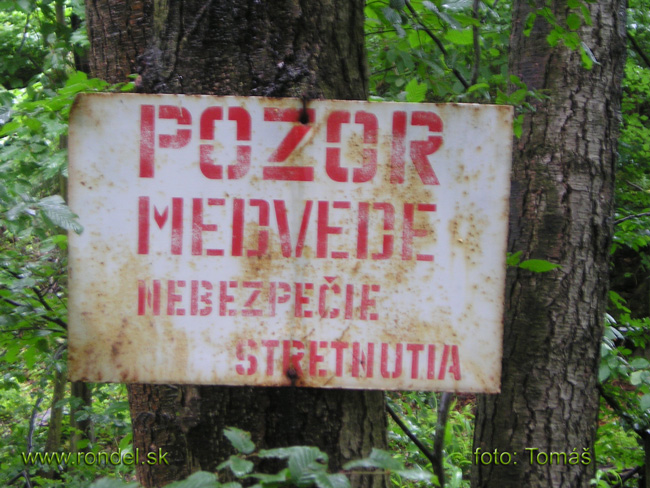 POZOR
MEDVEDE
NEBEZPEČIE
STRETNUTIA
www.rondel.sk
foto: Tomáš